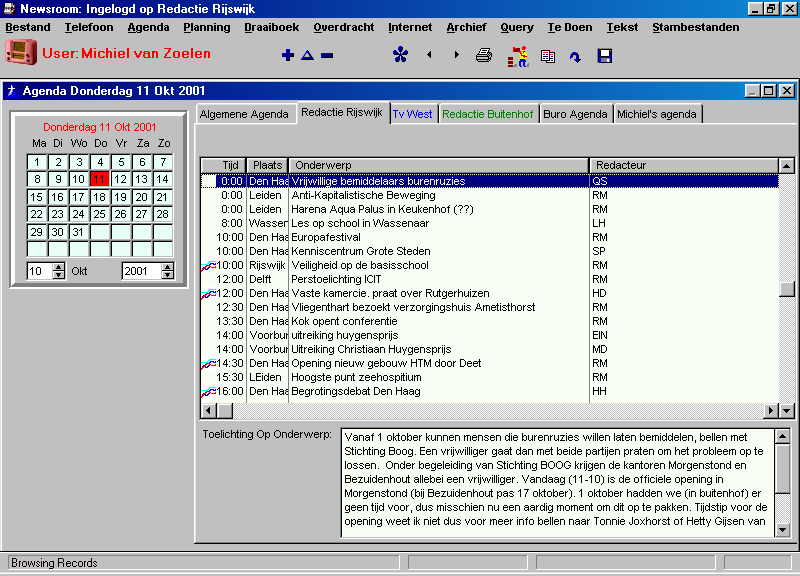 Newsroom: Ingelogd op Redactie Rijswijk
Bestand Telefoon Agenda Planning Draaiboek Overdracht Internet Archief Query Te Doen Tekst Stambestanden
User: Michiel van Zoelen
Agenda Donderdag 11 Okt 2001
Donderdag 11 Okt 2001
Ma Di Wo Do Vr Za Zo
1 2 3 4 5 6 7
8 9 10 11 12 13 14
15 16 17 18 19 20 21
22 23 24 25 26 27 28
29 30 31
10 Okt 2001
Algemene Agenda Redactie Rijswijk Tv West Redactie Buitenhof Buro Agenda Michiel's agenda
Tijd Plaats Onderwerp Redacteur
0:00 Den Haa Vrijwillige bemiddelaars burenruzies QS
0:00 Leiden Anti-Kapitalistische Beweging RM
0:00 Leiden Harena Aqua Palus in Keukenhof (??) RM
8:00 Wassen Les op school in Wassenaar LH
10:00 Den Haa Europafestival RM
10:00 Den Haa Kenniscentrum Grote Steden SP
10:00 Rijswijk Veiligheid op de basisschool RM
12:00 Delft Perstoelichting ICIT RM
12:00 Den Haa Vaste kamercie. praat over Rutgerhuizen HD
12:30 Den Haa Vliegenthart bezoekt verzorgingshuis Ametisthorst RM
13:30 Den Haa Kok opent conferentie RM
14:00 Voorbur uitreiking huygensprijs EIN
14:00 Voorbur Uitreiking Christiaan Huygensprijs MD
14:30 Den Haa Opening nieuw gebouw HTM door Deet RM
15:30 LEiden Hoogste punt zeehospitium RM
16:00 Den Haa Begrotingsdebat Den Haag HH
Toelichting Op Onderwerp:
Vanaf 1 oktober kunnen mensen die burenruzies willen laten bemiddelen, bellen met
Stichting Boog. Een vrijwilliger gaat dan met beide partijen praten om het probleem op te
lossen. Onder begeleiding van Stichting BOOG krijgen de kantoren Morgenstond en
Bezuidenhout allebei een vrijwilliger. Vandaag (11-10) is de officiele opening in
Morgenstond (bij Bezuidenhout pas 17 oktober). 1 oktober hadden we (in buitenhof) er
geen tijd voor, dus misschien nu een aardig moment om dit op te pakken. Tijdstip voor de
opening weet ik niet dus voor meer info bellen naar Tonnie Joxhorst of Hetty Gijsen van
Browsing Records